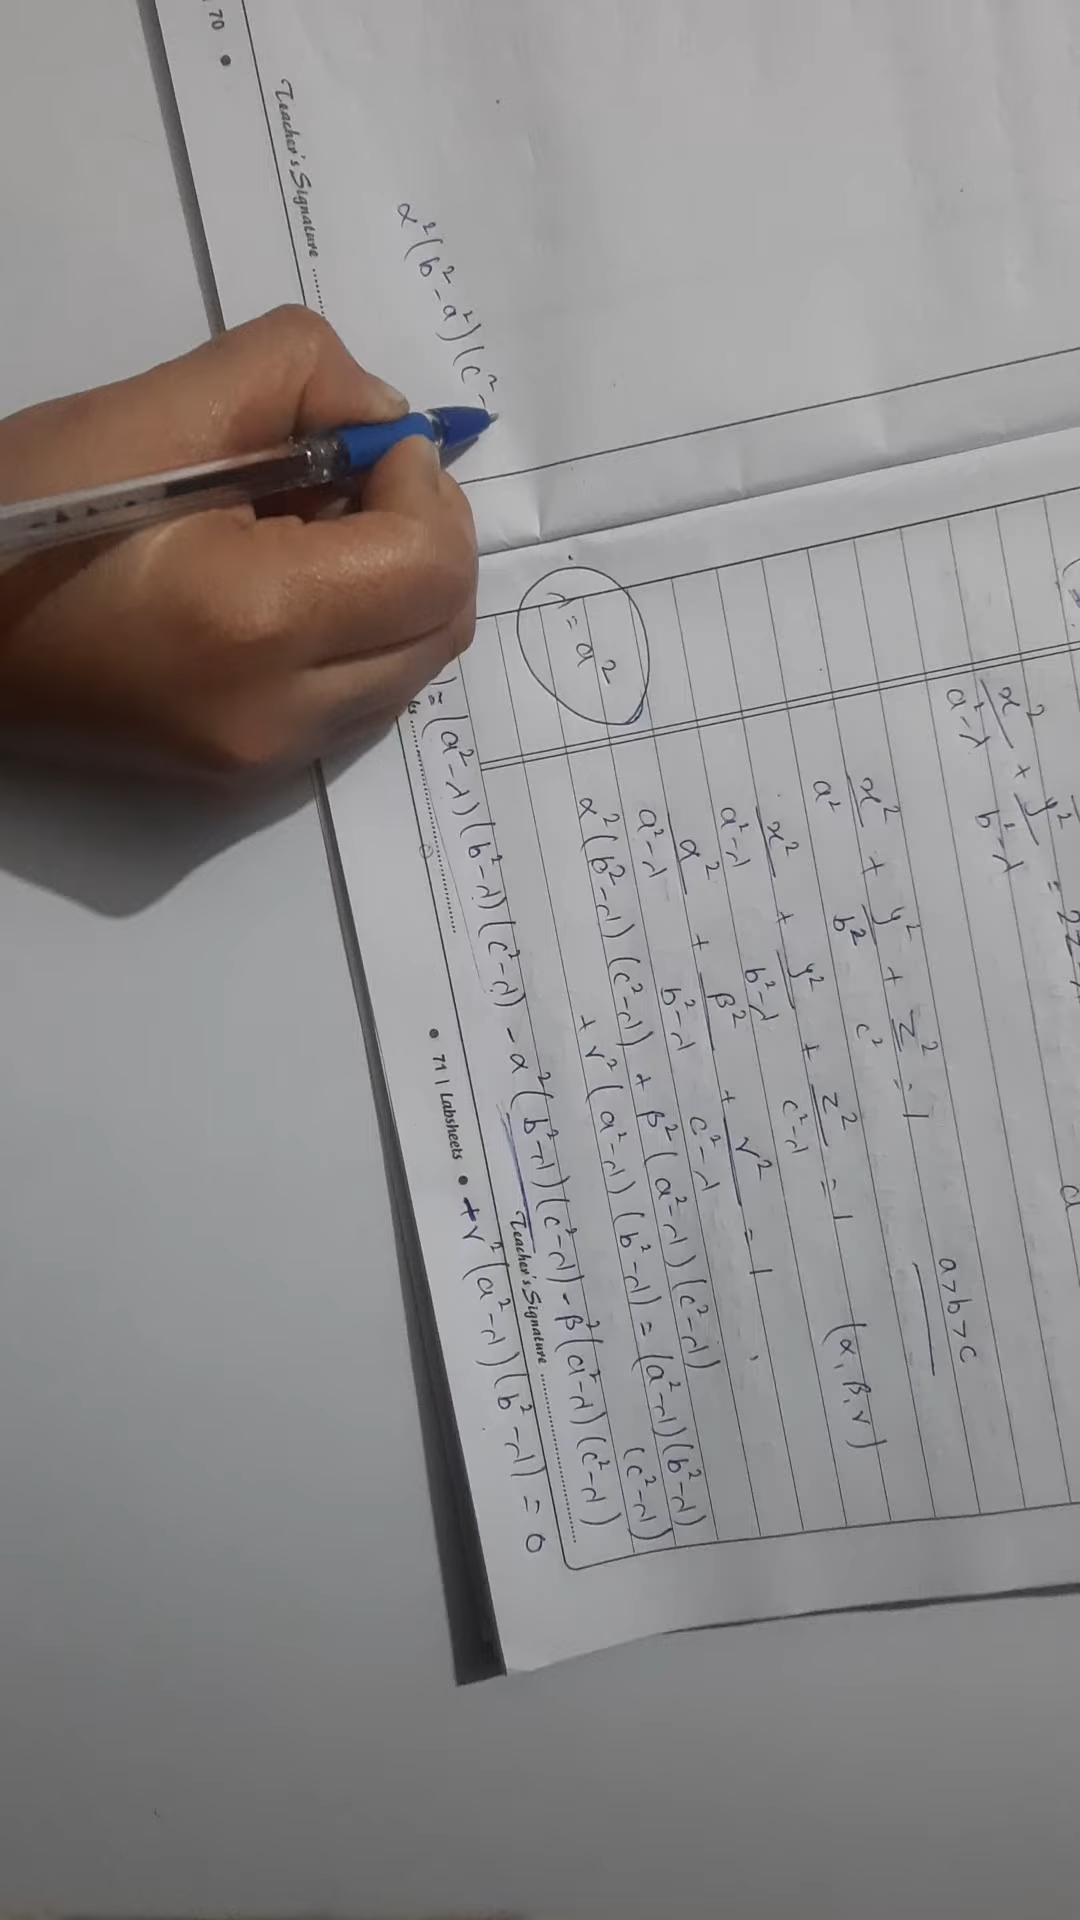 70 •
Teacher's Signature ..........
α²(b²-a²)(c²-
x²/(a²-λ) + y²/(b²-λ) = 2z
a>b>c
x²/a² + y²/b² + z²/c² = 1
x²/(a²-λ) + y²/(b²-λ) + z²/(c²-λ) = 1 (α, β, γ)
α²/(a²-λ) + β²/(b²-λ) + γ²/(c²-λ) = 1
α²(b²-λ)(c²-λ) + β²(a²-λ)(c²-λ)
+ γ²(a²-λ)(b²-λ) = (a²-λ)(b²-λ)
(c²-λ)
λ = a²
) = (a²-λ)(b²-λ)(c²-λ) - α²(b²-λ)(c²-λ) - β²(a²-λ)(c²-λ)
+ γ²(a²-λ)(b²-λ) = 0
Teacher's Signature ..........
• 71 | Labsheets •